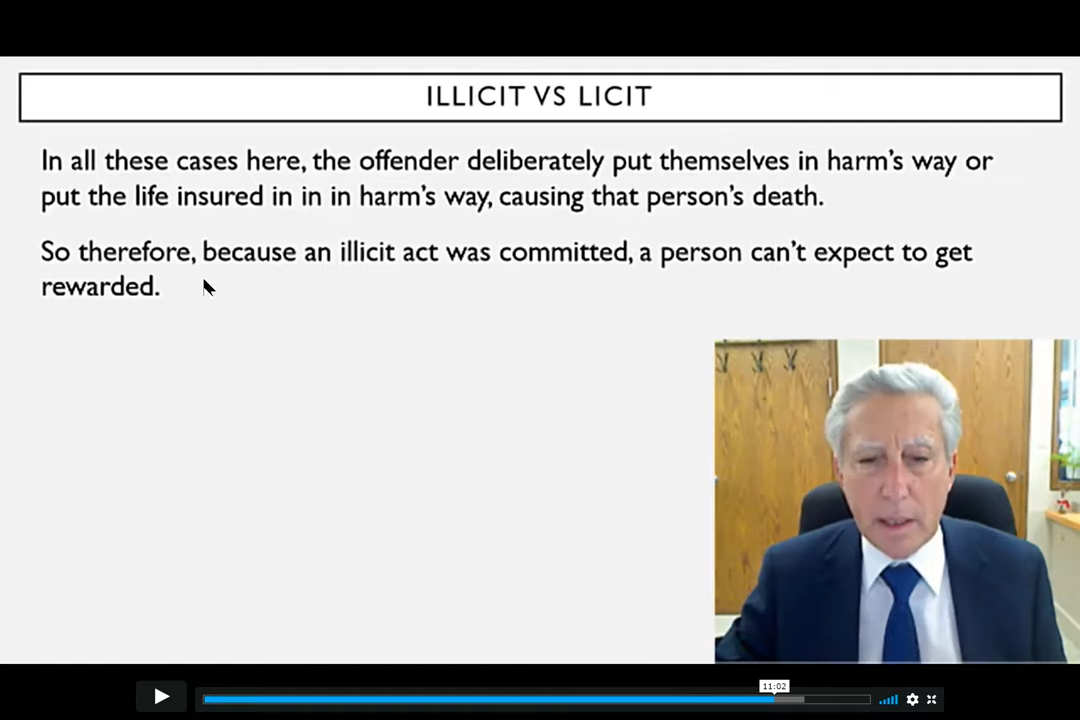 ILLICIT VS LICIT
In all these cases here, the offender deliberately put themselves in harm's way or
put the life insured in in in harm's way, causing that person's death.
So therefore, because an illicit act was committed, a person can't expect to get
rewarded.
11:02